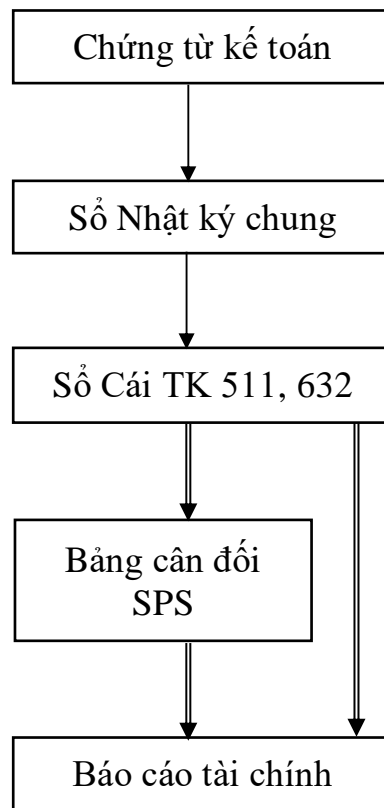 Chứng từ kế toán
Sổ Nhật ký chung
Sổ Cái TK 511, 632
Bảng cân đối
SPS
Báo cáo tài chính